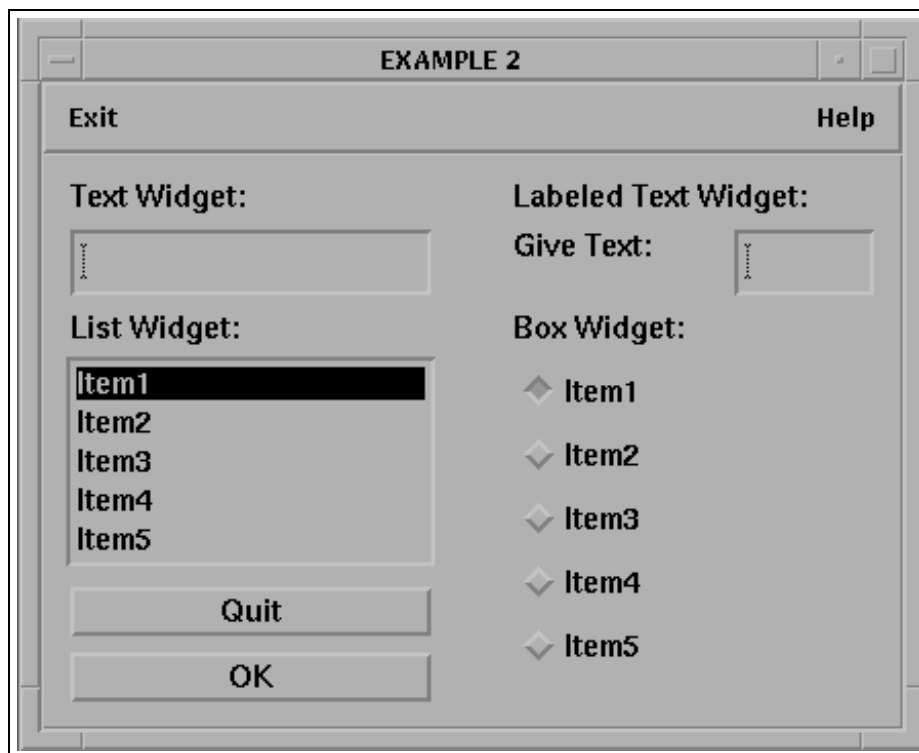 EXAMPLE 2
Exit
Help
Text Widget:
List Widget:
Item1
Item2
Item3
Item4
Item5
Quit
OK
Labeled Text Widget:
Give Text:
Box Widget:
Item1
Item2
Item3
Item4
Item5